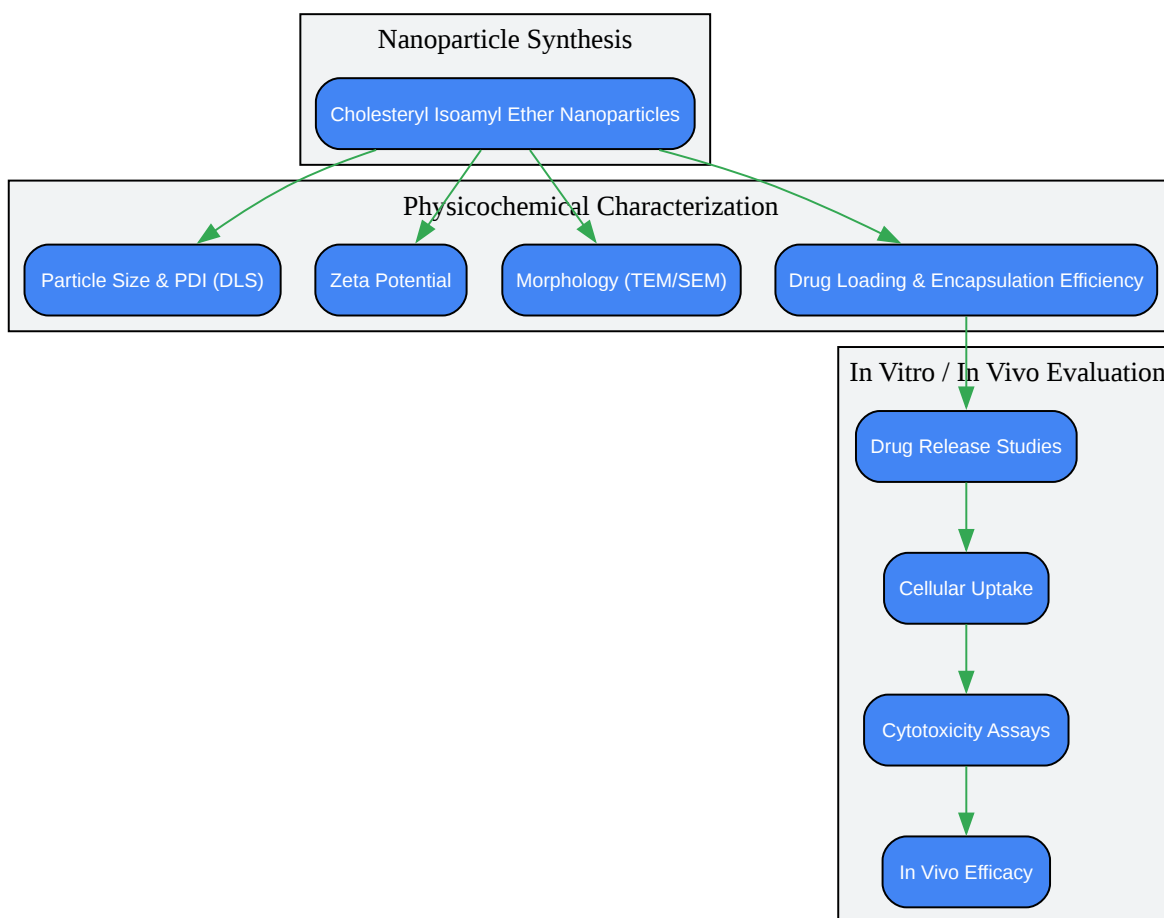 Nanoparticle Synthesis
Cholesteryl Isoamyl Ether Nanoparticles
Physicochemical Characterization
Particle Size & PDI (DLS)
Zeta Potential
Morphology (TEM/SEM)
Drug Loading & Encapsulation Efficiency
In Vitro / In Vivo Evaluation
Drug Release Studies
Cellular Uptake
Cytotoxicity Assays
In Vivo Efficacy